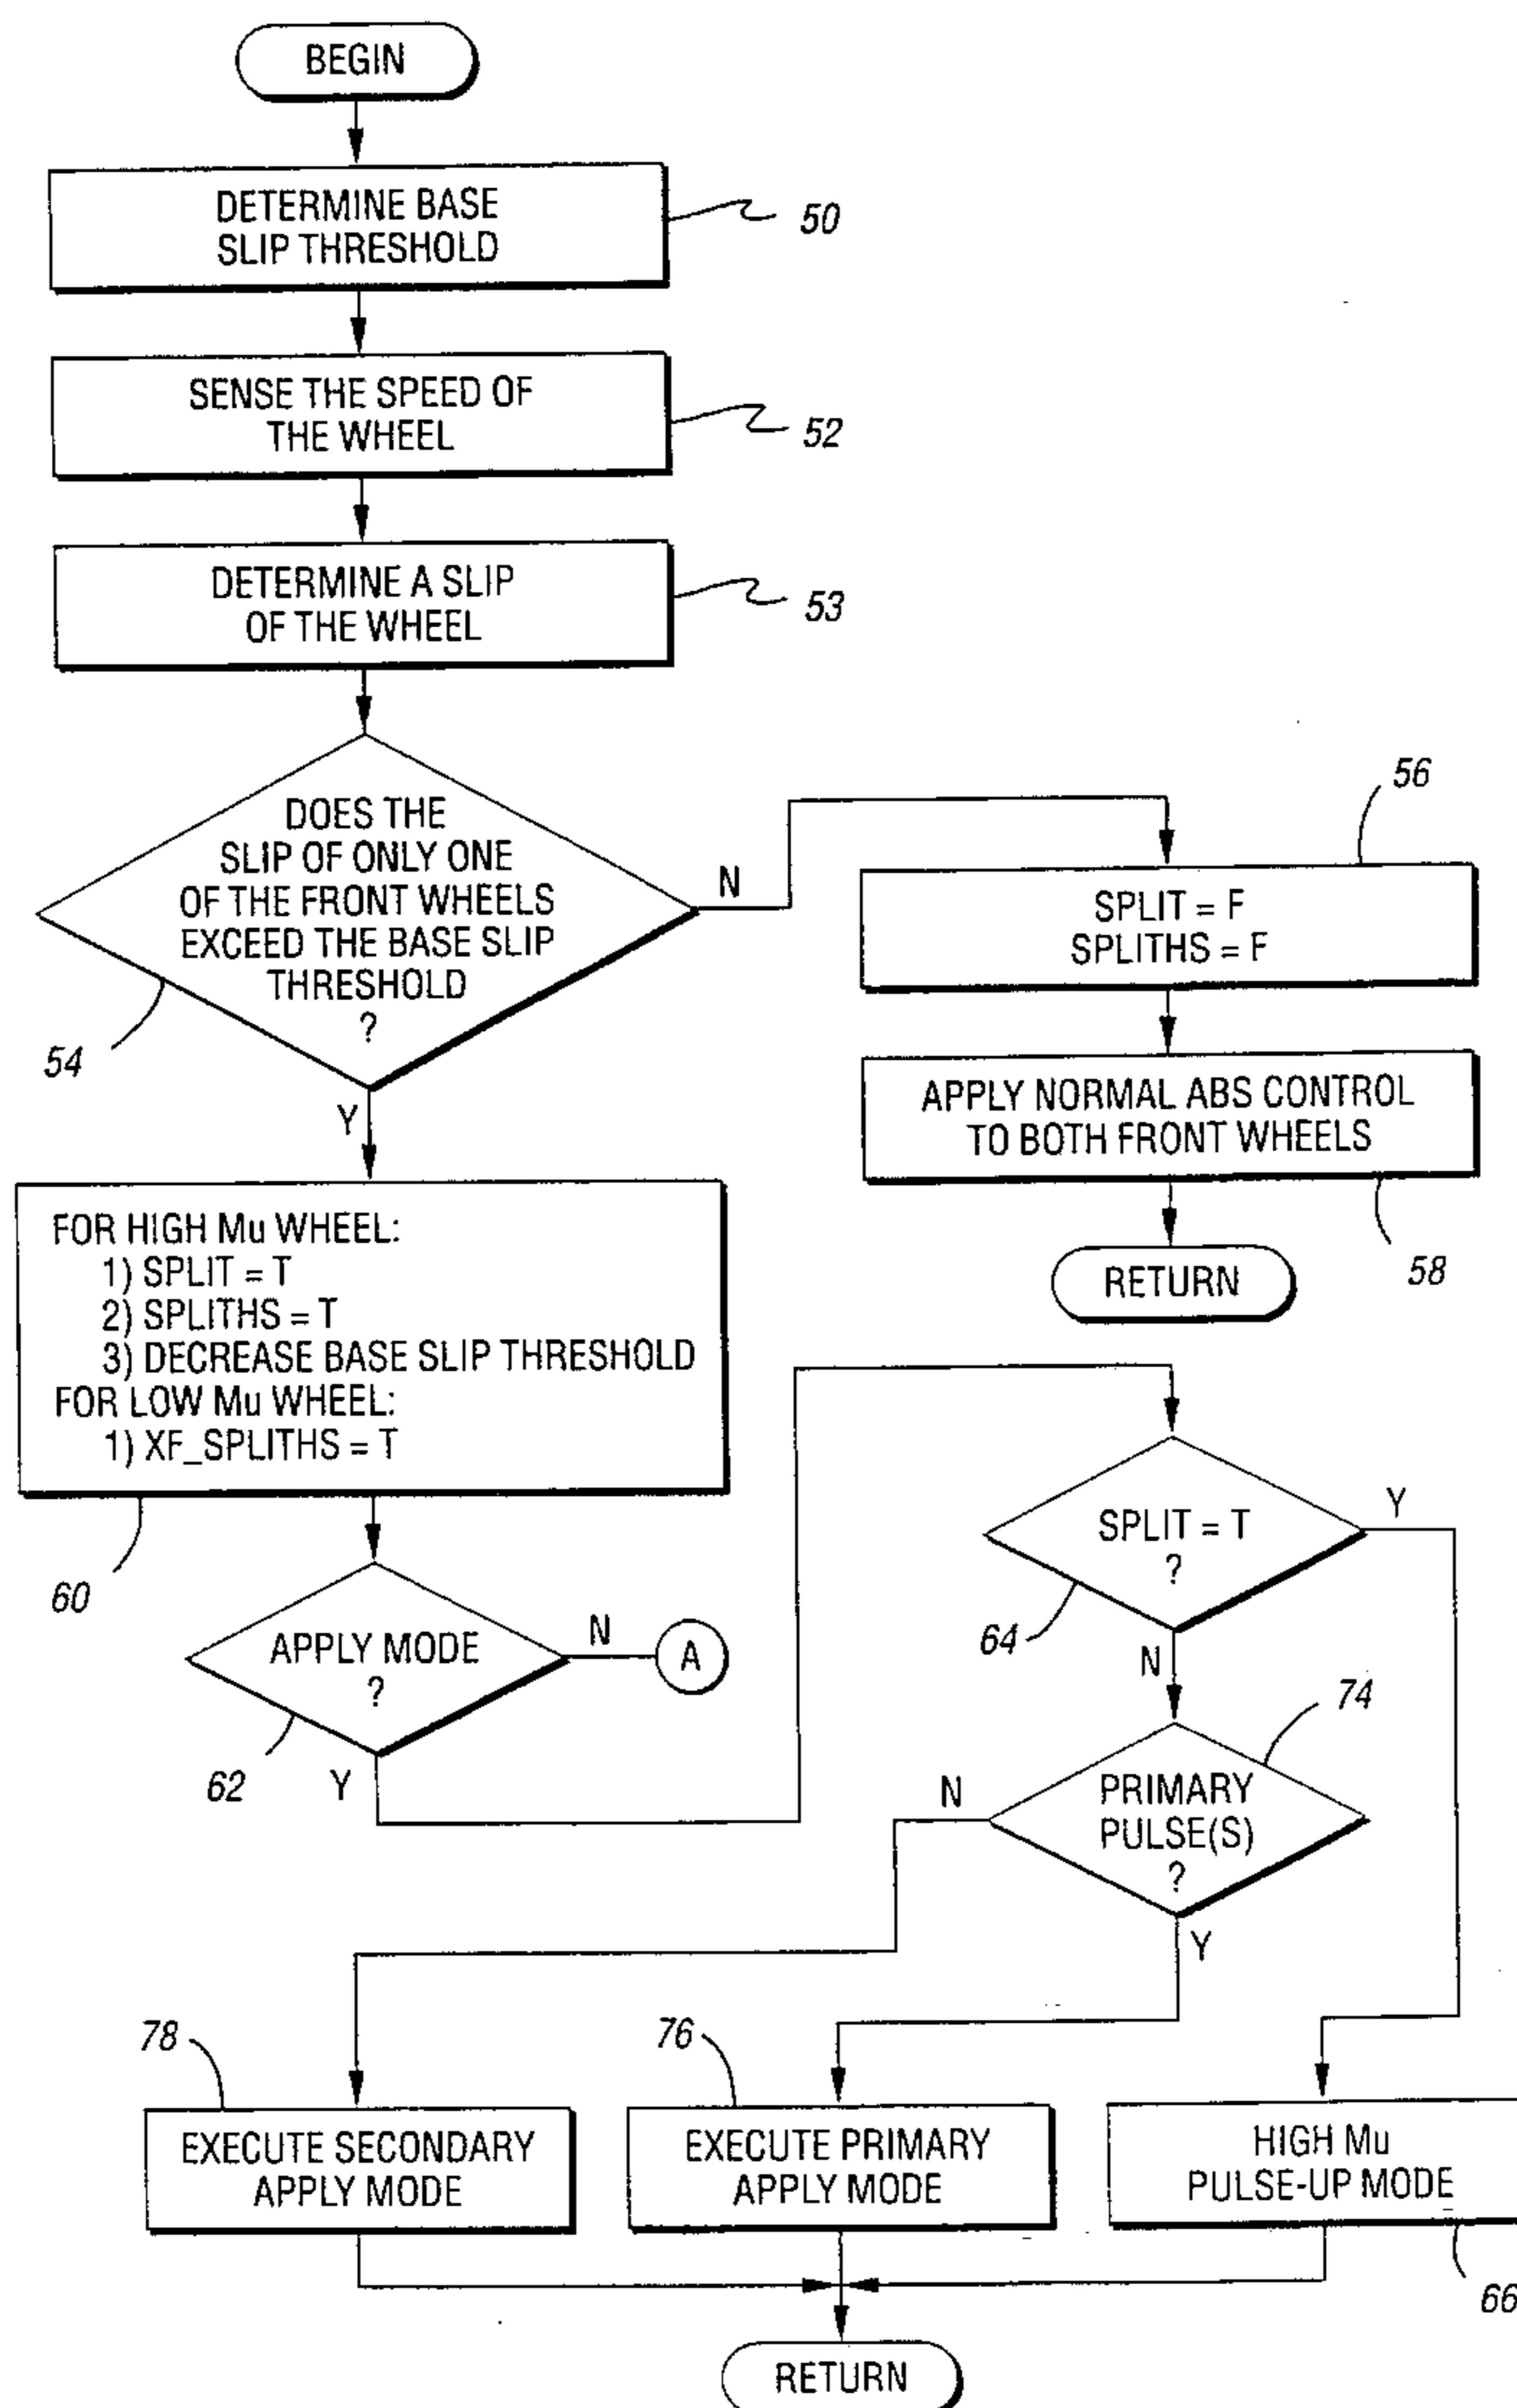 BEGIN
DETERMINE BASE
SLIP THRESHOLD
50
SENSE THE SPEED OF
THE WHEEL
52
DETERMINE A SLIP
OF THE WHEEL
53
DOES THE
SLIP OF ONLY ONE
OF THE FRONT WHEELS
EXCEED THE BASE SLIP
THRESHOLD
?
54
N
Y
56
SPLIT = F
SPLITHS = F
APPLY NORMAL ABS CONTROL
TO BOTH FRONT WHEELS
58
RETURN
FOR HIGH Mu WHEEL:
1) SPLIT = T
2) SPLITHS = T
3) DECREASE BASE SLIP THRESHOLD
FOR LOW Mu WHEEL:
1) XF_SPLITHS = T
60
APPLY MODE
?
N
A
62
Y
SPLIT = T
?
Y
64
N
74
PRIMARY
PULSE(S)
?
N
Y
78
EXECUTE SECONDARY
APPLY MODE
76
EXECUTE PRIMARY
APPLY MODE
HIGH Mu
PULSE-UP MODE
66
RETURN